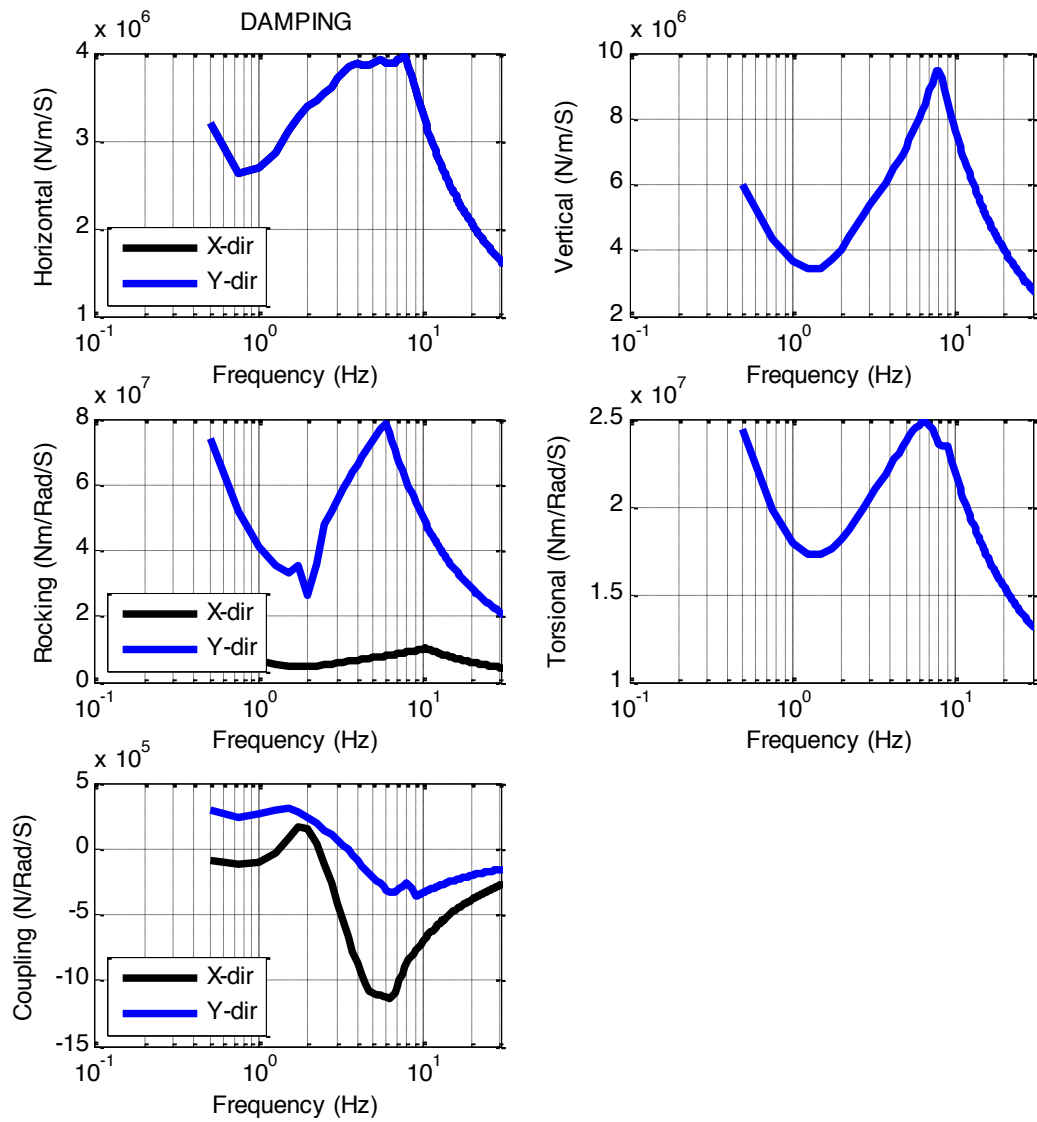 DAMPING
x 10^6
4
3
2
1
Horizontal (N/m/S)
X-dir
Y-dir
10^-1 10^0 10^1
Frequency (Hz)
x 10^6
10
8
6
4
2
Vertical (N/m/S)
10^-1 10^0 10^1
Frequency (Hz)
x 10^7
8
6
4
2
0
Rocking (Nm/Rad/S)
X-dir
Y-dir
10^-1 10^0 10^1
Frequency (Hz)
x 10^7
2.5
2
1.5
1
Torsional (Nm/Rad/S)
10^-1 10^0 10^1
Frequency (Hz)
x 10^5
5
0
-5
-10
-15
Coupling (N/Rad/S)
X-dir
Y-dir
10^-1 10^0 10^1
Frequency (Hz)